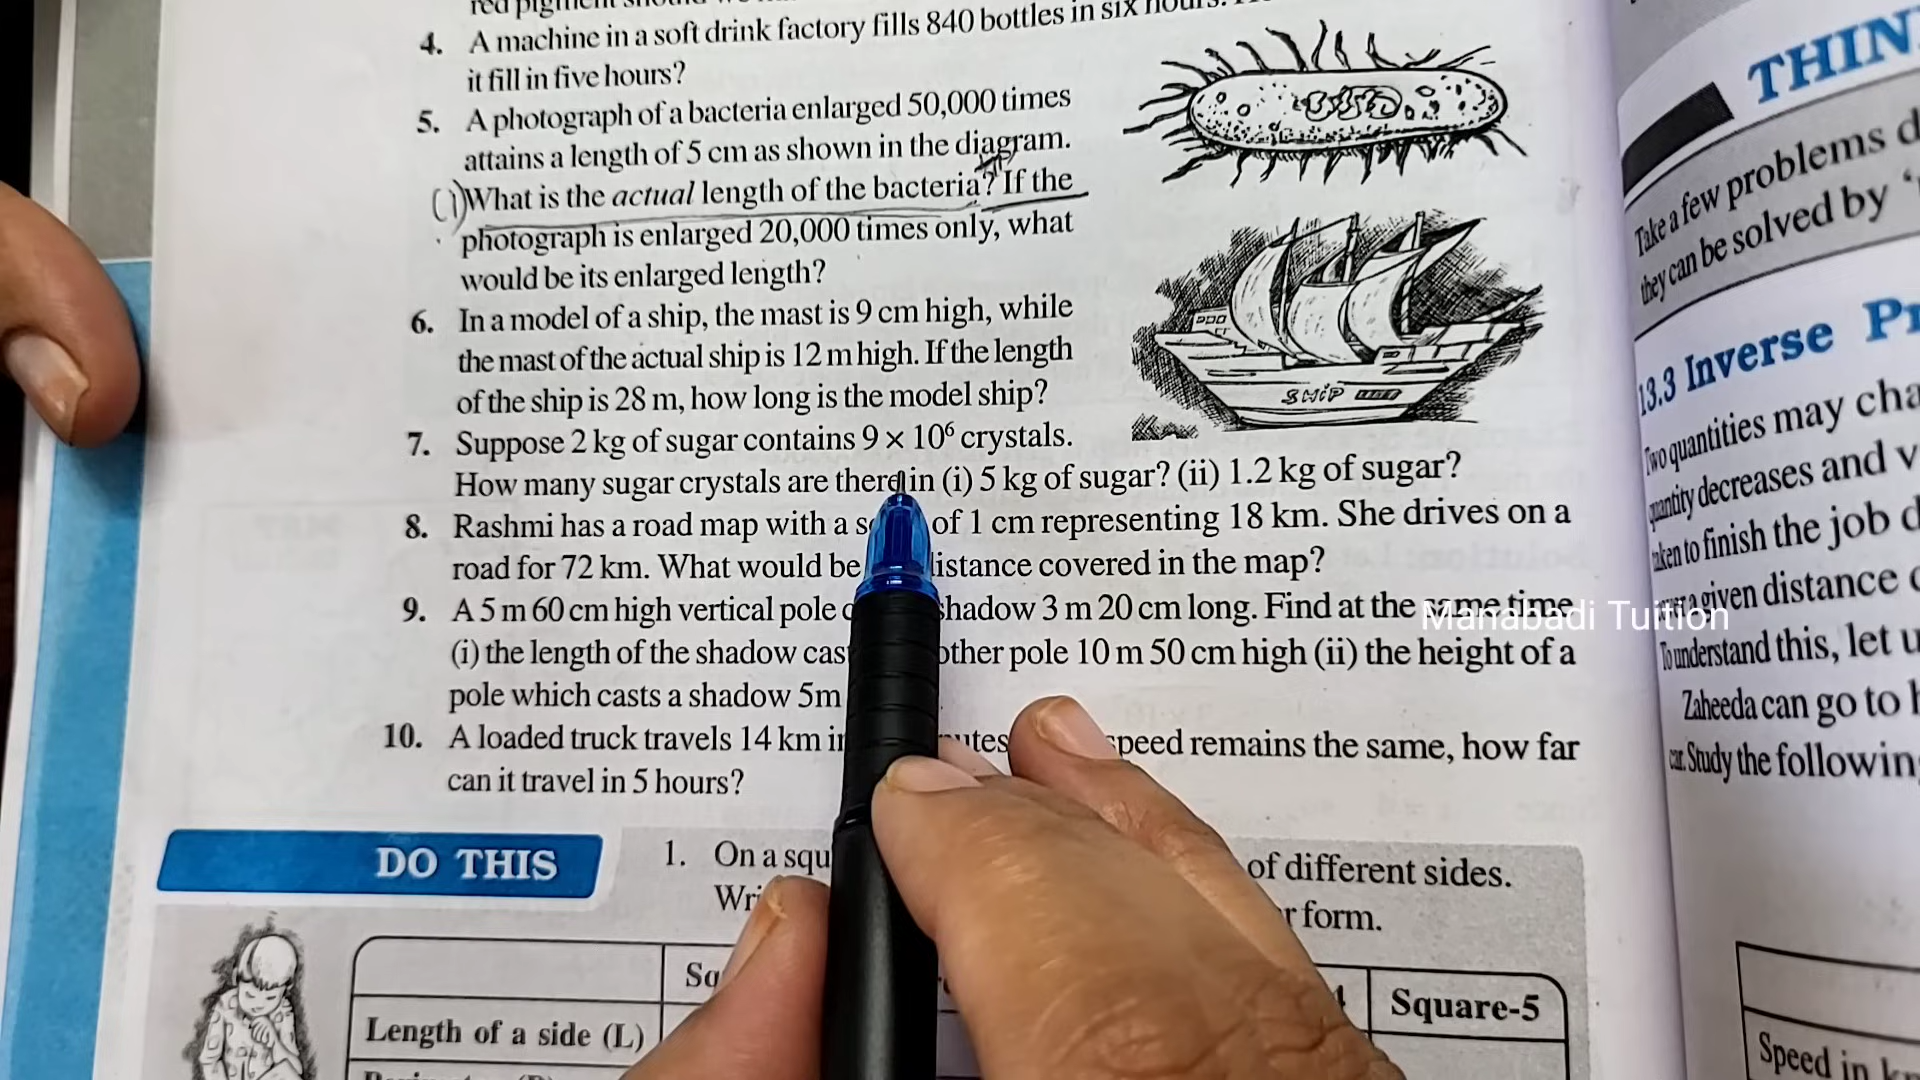 red pigment
4. A machine in a soft drink factory fills 840 bottles in six hours.
it fill in five hours?
5. A photograph of a bacteria enlarged 50,000 times
attains a length of 5 cm as shown in the diagram.
(1) What is the actual length of the bacteria? If the
photograph is enlarged 20,000 times only, what
would be its enlarged length?
6. In a model of a ship, the mast is 9 cm high, while
the mast of the actual ship is 12 m high. If the length
of the ship is 28 m, how long is the model ship?
SHiP
7. Suppose 2 kg of sugar contains 9 × 10⁶ crystals.
How many sugar crystals are there in (i) 5 kg of sugar? (ii) 1.2 kg of sugar?
8. Rashmi has a road map with a of 1 cm representing 18 km. She drives on a
road for 72 km. What would be distance covered in the map?
9. A 5 m 60 cm high vertical pole shadow 3 m 20 cm long. Find at the same time
(i) the length of the shadow other pole 10 m 50 cm high (ii) the height of a
pole which casts a shadow 5m
10. A loaded truck travels 14 km speed remains the same, how far
can it travel in 5 hours?
Manabadi Tuition
DO THIS
1. On a of different sides.
form.
Square-5
Length of a side (L)
Take a few problems
they can be solved by
13.3 Inverse
Two quantities may
quantity decreases and
taken to finish the job
a given distance
To understand this, let
Zaheeda can go to
car. Study the following
Speed in